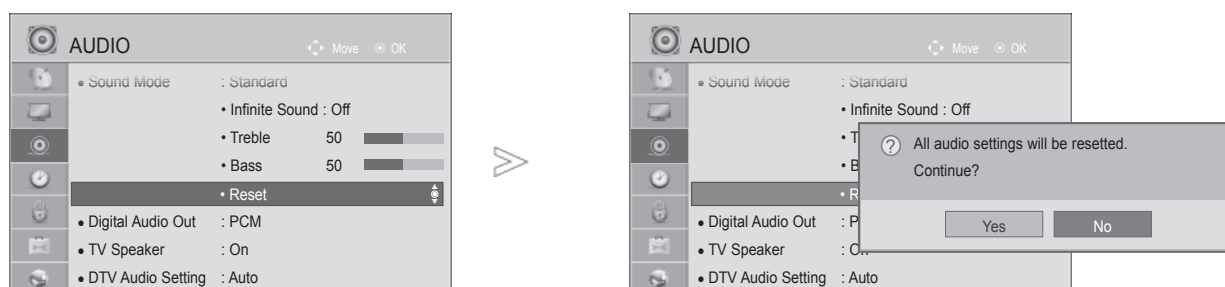 AUDIO
Move OK
• Sound Mode : Standard
• Infinite Sound : Off
• Treble 50
• Bass 50
• Reset
• Digital Audio Out : PCM
• TV Speaker : On
• DTV Audio Setting : Auto
AUDIO
Move OK
• Sound Mode : Standard
• Infinite Sound : Off
• T
• B
• R
• Digital Audio Out : P
• TV Speaker : On
• DTV Audio Setting : Auto
? All audio settings will be resetted.
Continue?
Yes No